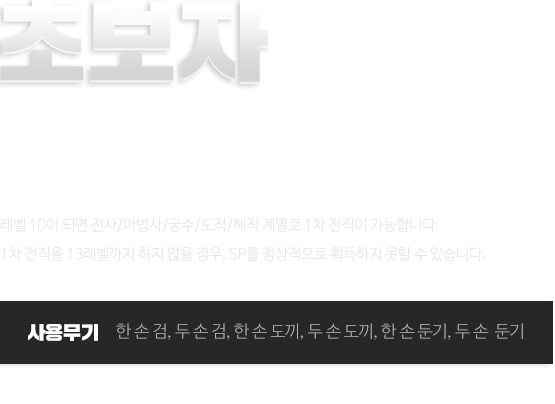 초보자
레벨 10이 되면 전사/마법사/궁수/도적/해적 계열로 1차 전직이 가능합니다.
1차 전직을 13레벨까지 하지 않을 경우, SP를 정상적으로 획득하지 못할 수 있습니다.
사용무기 한손검, 두손검, 한손도끼, 두손도끼, 한손둔기, 두손 둔기